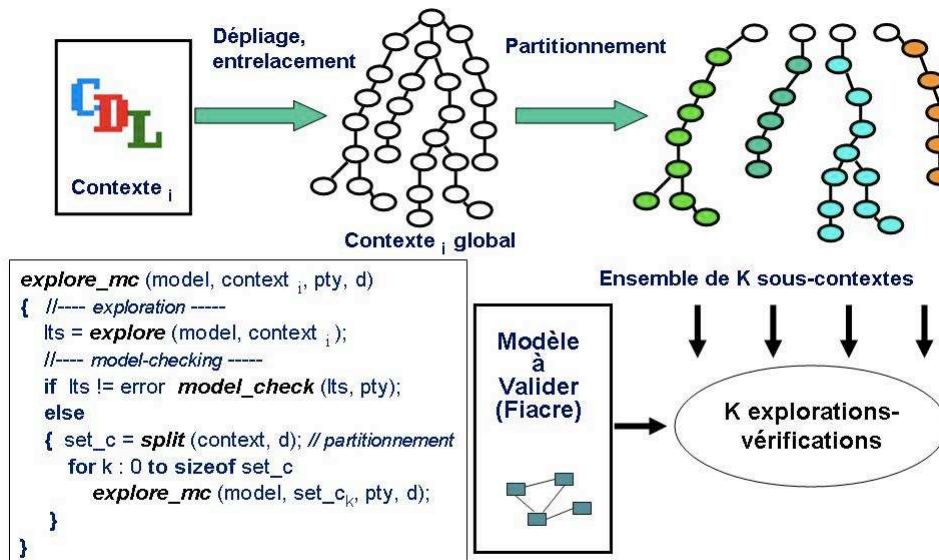 Dépliage,
entrelacement
Partitionnement
CDL
Contexte i
Contexte i global
Ensemble de K sous-contextes
explore_mc (model, context i, pty, d)
{ //---- exploration -----
lts = explore (model, context i);
//---- model-checking -----
if lts != error model_check (lts, pty);
else
{ set_c = split (context, d); // partitionnement
for k : 0 to sizeof set_c
explore_mc (model, set_ck, pty, d);
}
}
Modèle
à
Valider
(Fiacre)
K explorations-
vérifications